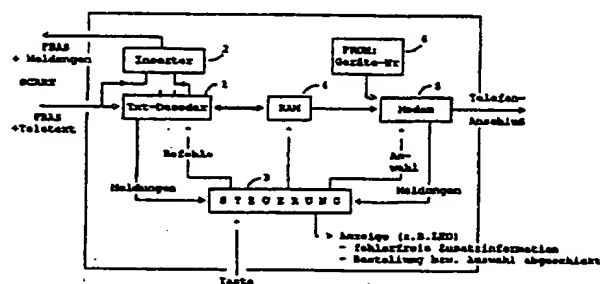 FBAS
+ Meldungen
Inserter
2
PROM:
Geräte-Nr
6
SCART
1
Txt-Decoder
4
RAM
5
Modem
Telefon-
Anschluß
FBAS
+Teletext
Befehle
An-
wahl
Meldungen
3
Meldungen
STEUERUNG
Anzeige (z.B.LED)
- fehlerfreie Zusatzinformation
- Bestellung bzw. Auswahl abgeschickt
Taste